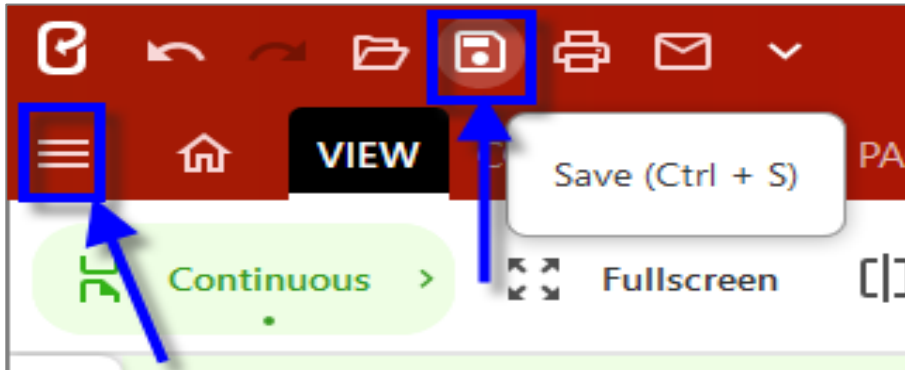 VIEW
Save (Ctrl + S)
PA
Continuous
Fullscreen